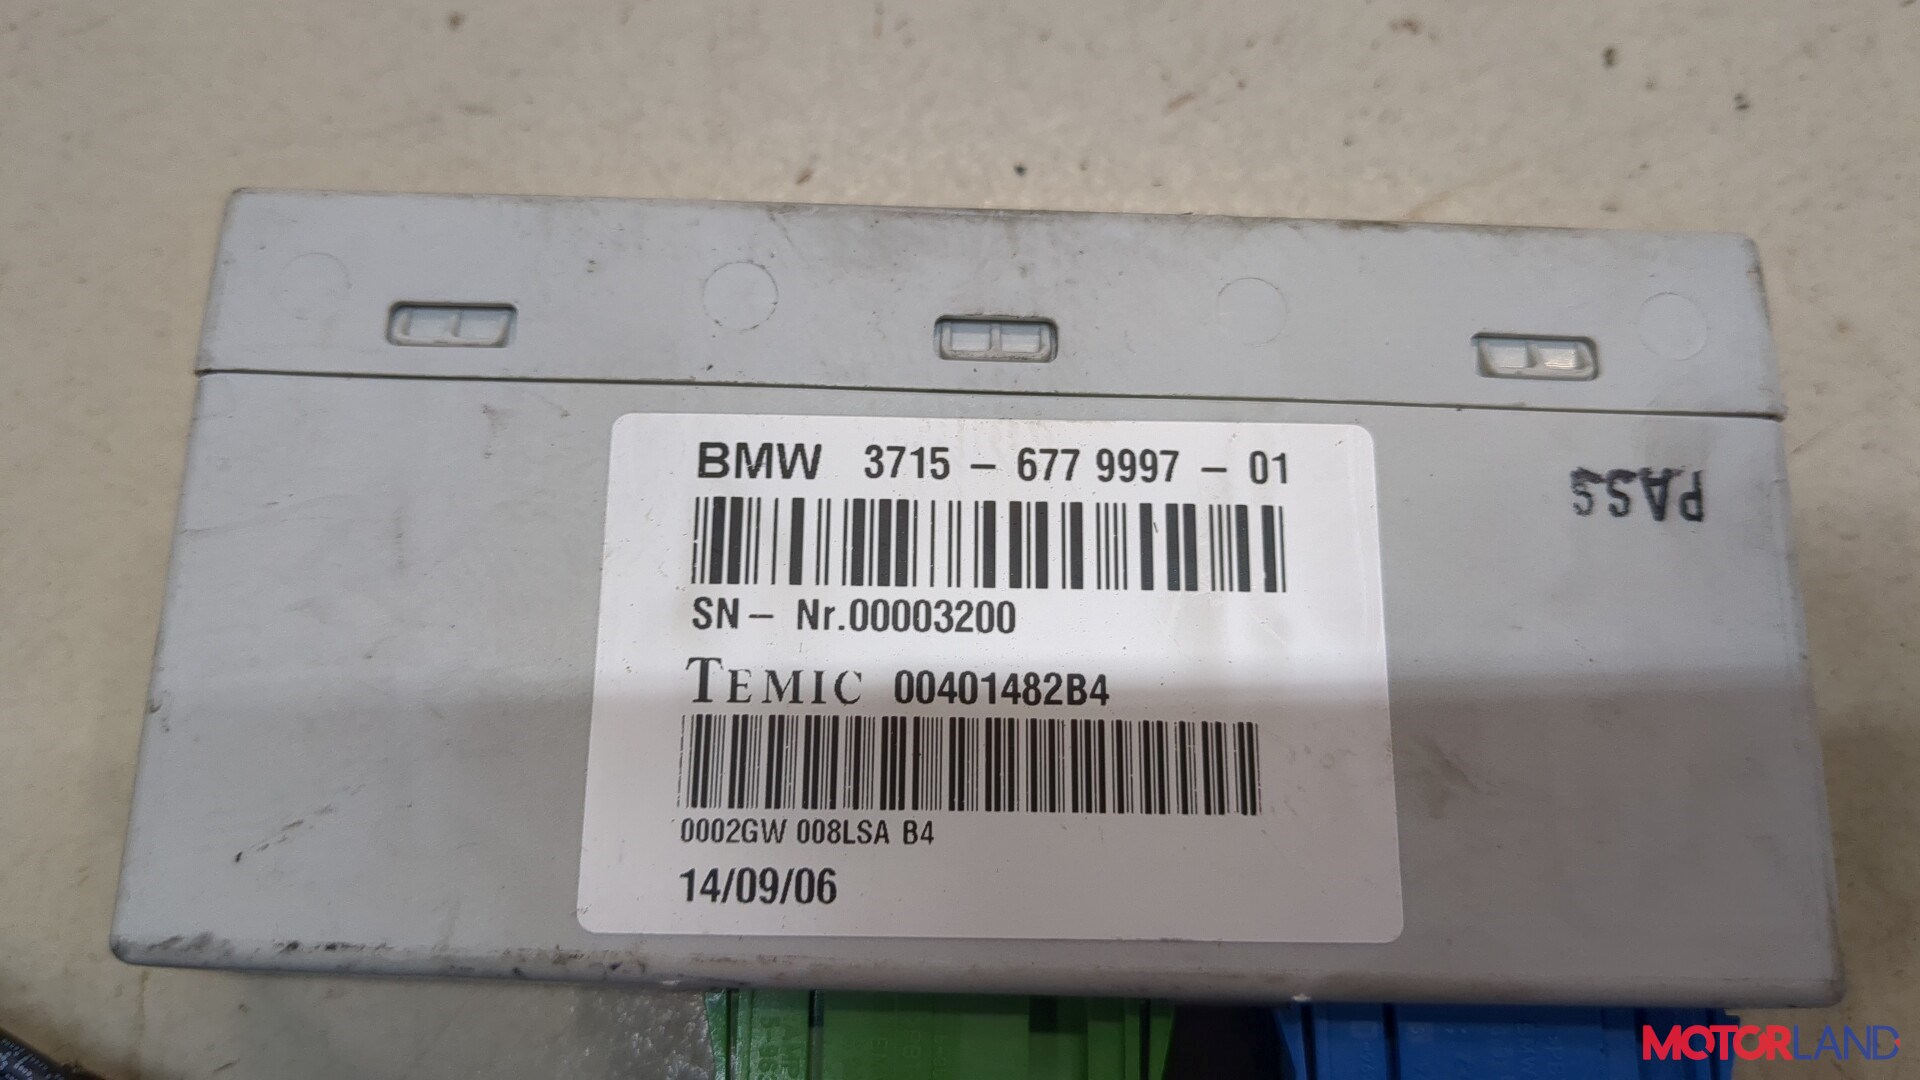 BMW 3715 - 677 9997 - 01
PASS
SN - Nr.00003200
TEMIC 00401482B4
0002GW 008LSA B4
14/09/06
MOTORLAND